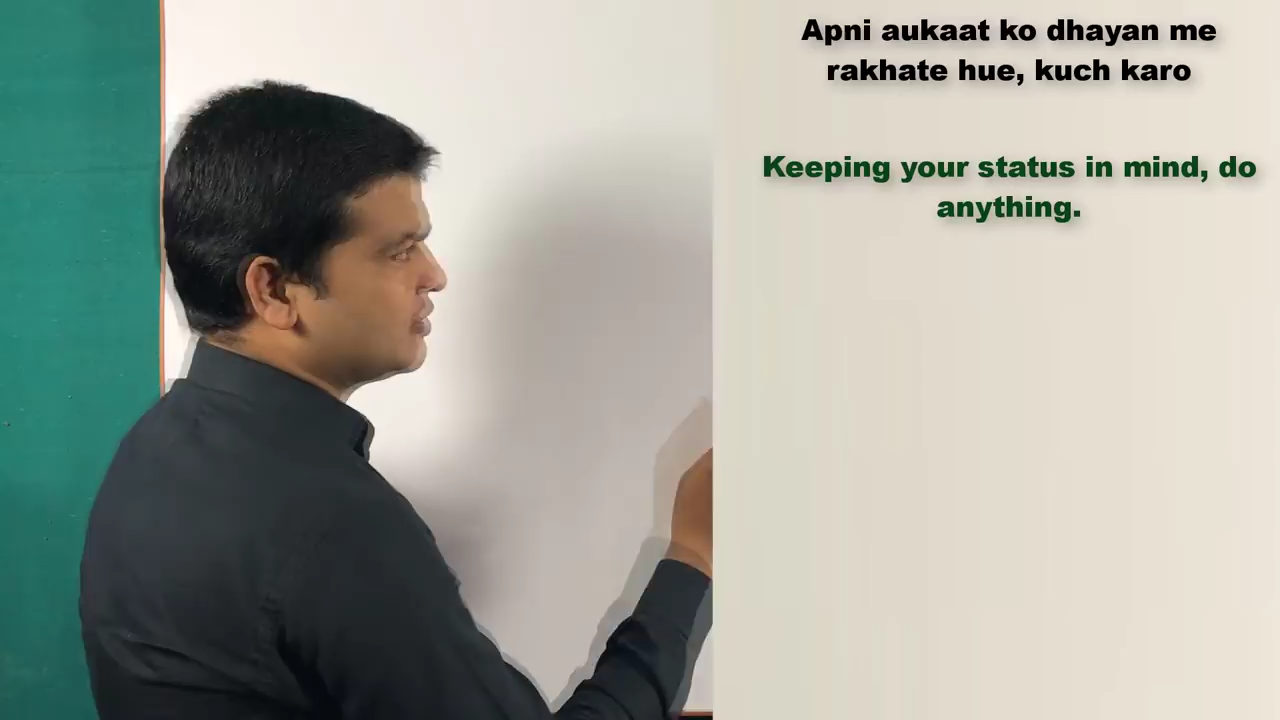 Apni aukaat ko dhayan me
rakhate hue, kuch karo
Keeping your status in mind, do
anything.